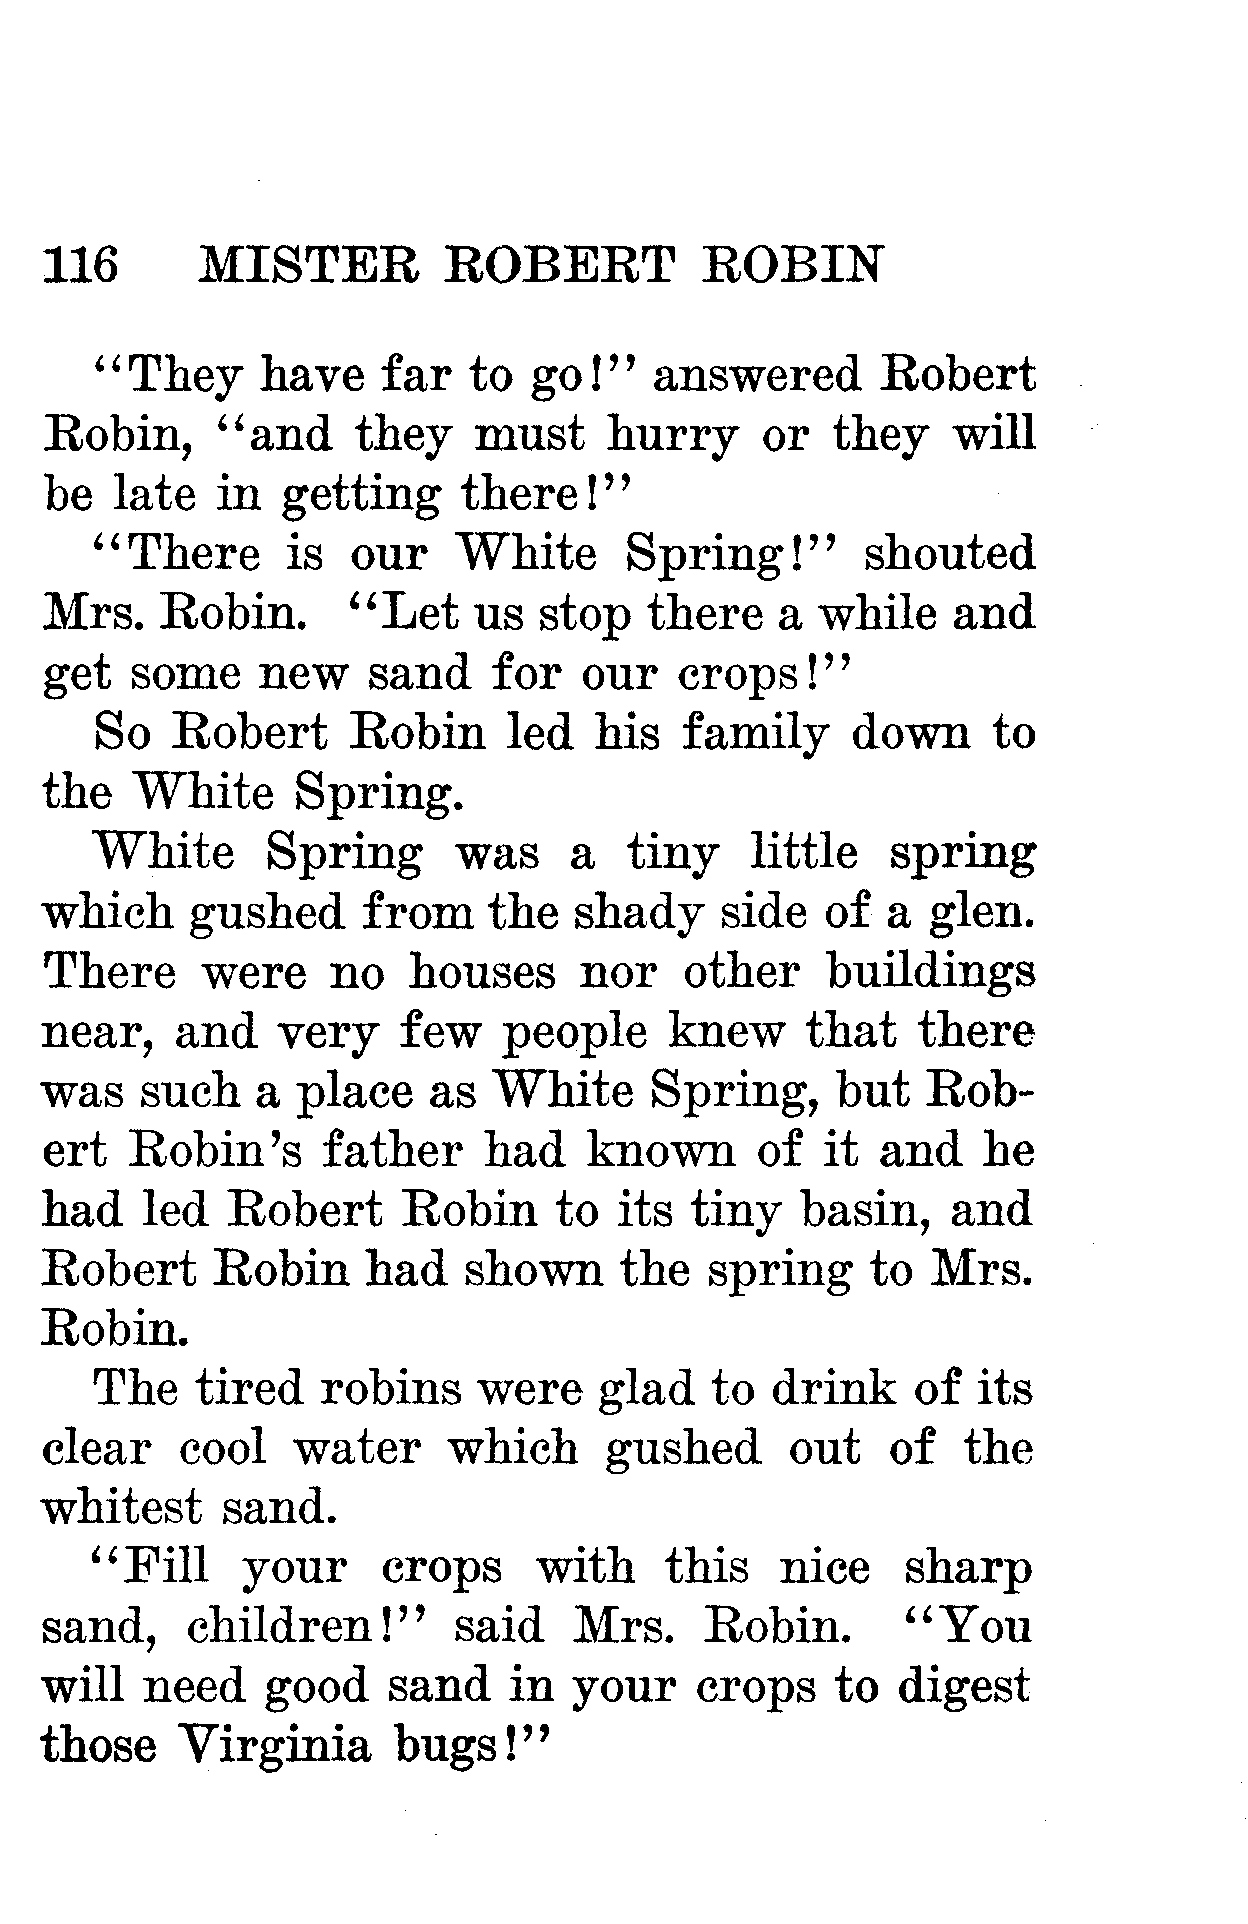 116 MISTER ROBERT ROBIN
“They have far to go!” answered Robert
Robin, “and they must hurry or they will
be late in getting there!”
“There is our White Spring!” shouted
Mrs. Robin. “Let us stop there a while and
get some new sand for our crops!”
So Robert Robin led his family down to
the White Spring.
White Spring was a tiny little spring
which gushed from the shady side of a glen.
There were no houses nor other buildings
near, and very few people knew that there
was such a place as White Spring, but Rob-
ert Robin’s father had known of it and he
had led Robert Robin to its tiny basin, and
Robert Robin had shown the spring to Mrs.
Robin.
The tired robins were glad to drink of its
clear cool water which gushed out of the
whitest sand.
“Fill your crops with this nice sharp
sand, children!” said Mrs. Robin. “You
will need good sand in your crops to digest
those Virginia bugs!”